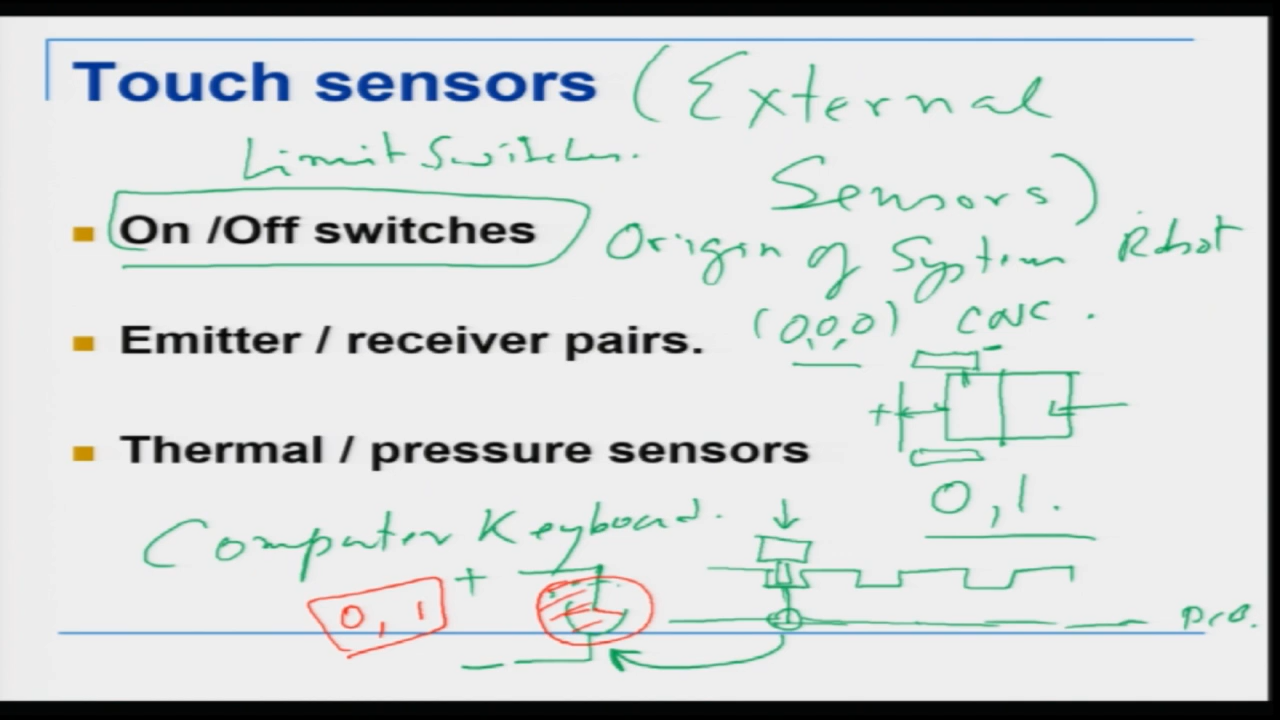 Touch sensors (External
Limit Switches.
Sensors)
On /Off switches
Origin of System Robot
(0,0,0) CNC.
Emitter / receiver pairs.
+ -
Thermal / pressure sensors
0, 1.
Computer Keyboard.
+
0, 1